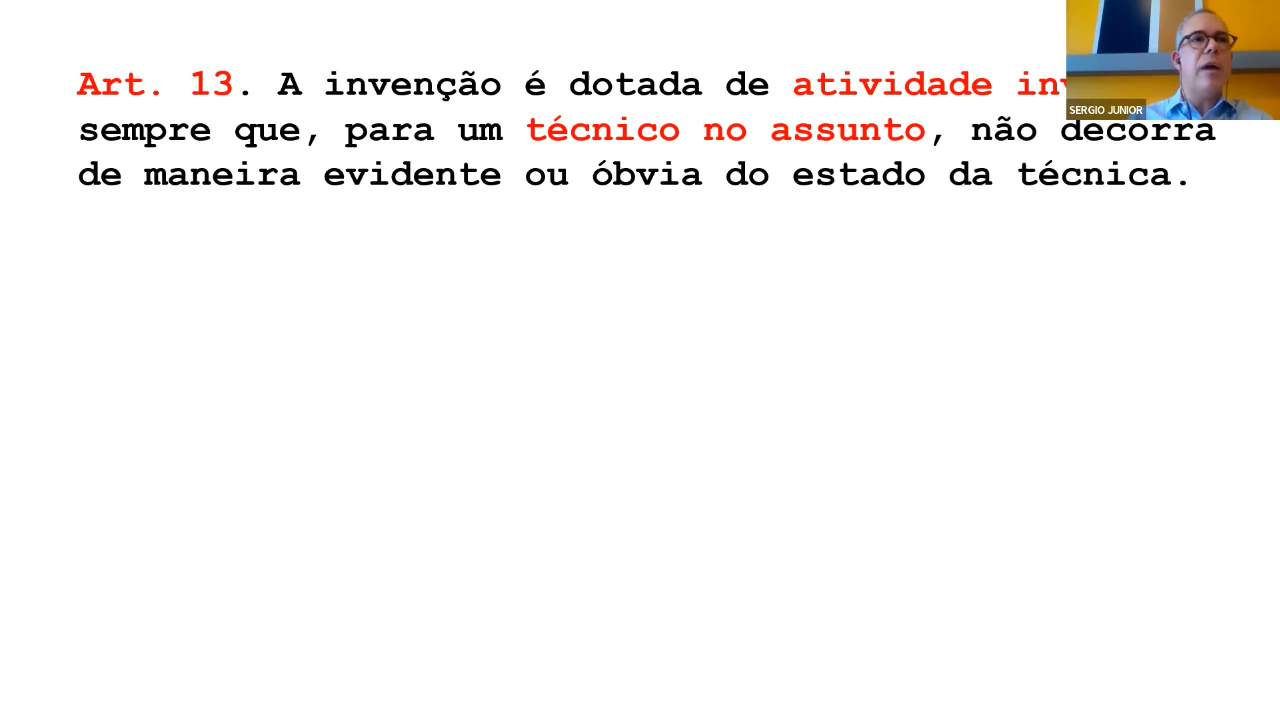 Art. 13. A invenção é dotada de atividade
sempre que, para um técnico no assunto, não decorra
de maneira evidente ou óbvia do estado da técnica.
SERGIO JUNIOR